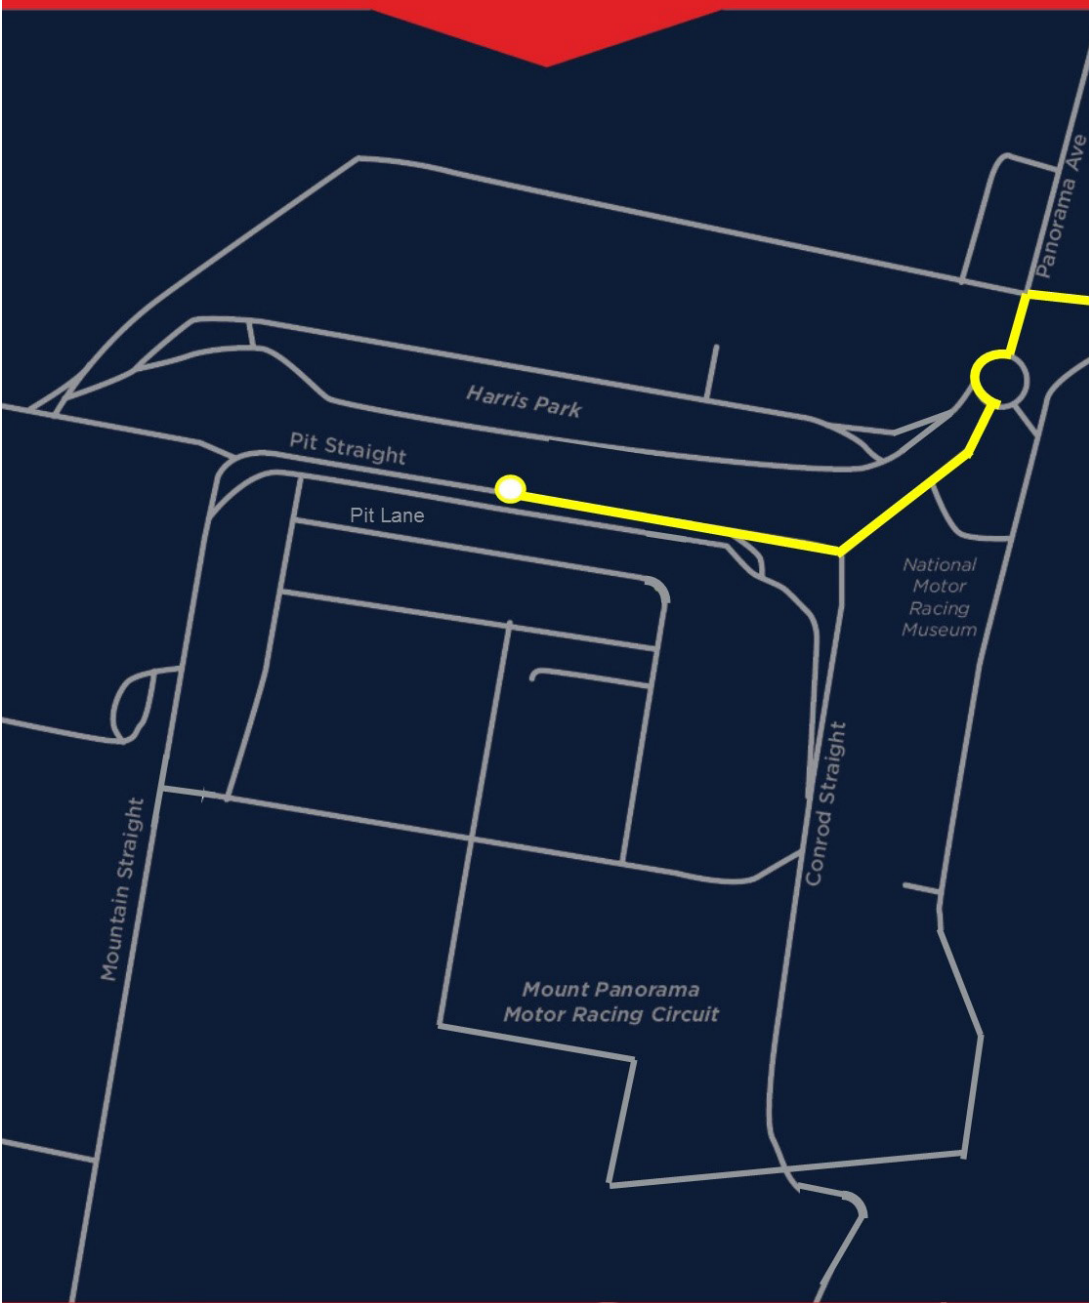 Panorama Ave
Harris Park
Pit Straight
Pit Lane
National
Motor
Racing
Museum
Conrod Straight
Mountain Straight
Mount Panorama
Motor Racing Circuit